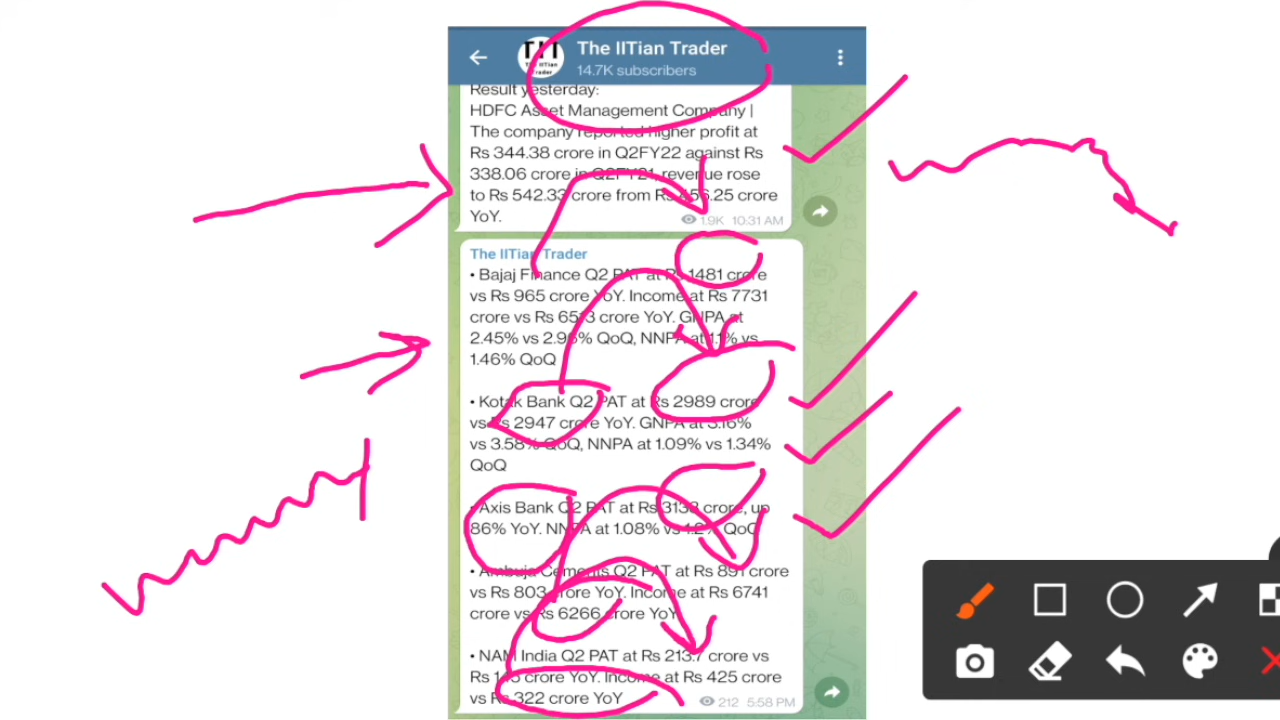 The IITian Trader
14.7K subscribers
TIT
The IITian
Trader
Result yesterday:
HDFC Asset Management Company |
The company reported higher profit at
Rs 344.38 crore in Q2FY22 against Rs
338.06 crore in Q2FY21, revenue rose
to Rs 542.33 crore from Rs 456.25 crore
YoY.
1.9K 10:31 AM
The IITian Trader
• Bajaj Finance Q2 PAT at Rs 1481 crore
vs Rs 965 crore YoY. Income at Rs 7731
crore vs Rs 6513 crore YoY. GNPA at
2.45% vs 2.96% QoQ, NNPA at 1.1% vs
1.46% QoQ
• Kotak Bank Q2 PAT at Rs 2989 crore
vs Rs 2947 crore YoY. GNPA at 3.16%
vs 3.58% QoQ, NNPA at 1.09% vs 1.34%
QoQ
• Axis Bank Q2 PAT at Rs 3133 crore, up
86% YoY. NNPA at 1.08% vs 1.2% QoQ
• Ambuja Cements Q2 PAT at Rs 891 crore
vs Rs 803 crore YoY. Income at Rs 6741
crore vs Rs 6266 crore YoY
• NAM India Q2 PAT at Rs 213.7 crore vs
Rs crore YoY. Income at Rs 425 crore
vs Rs 322 crore YoY
212 5:58 PM